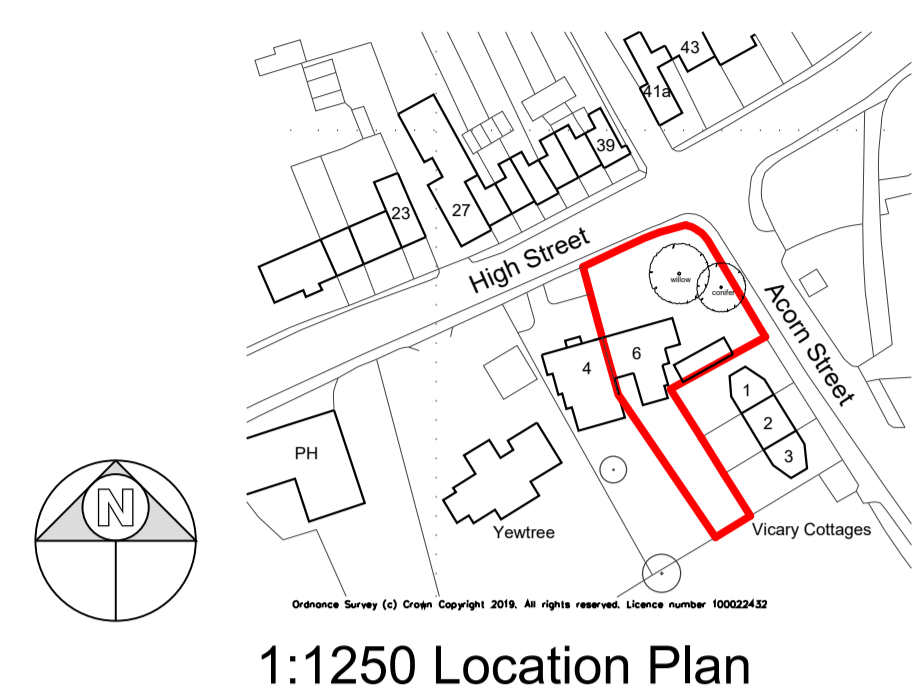 43
41a
39
23
27
High Street
willow
conifer
Acorn Street
4
6
1
2
3
PH
N
Yewtree
Vicary Cottages
Ordnance Survey (c) Crown Copyright 2019. All rights reserved. Licence number 100022432
1:1250 Location Plan